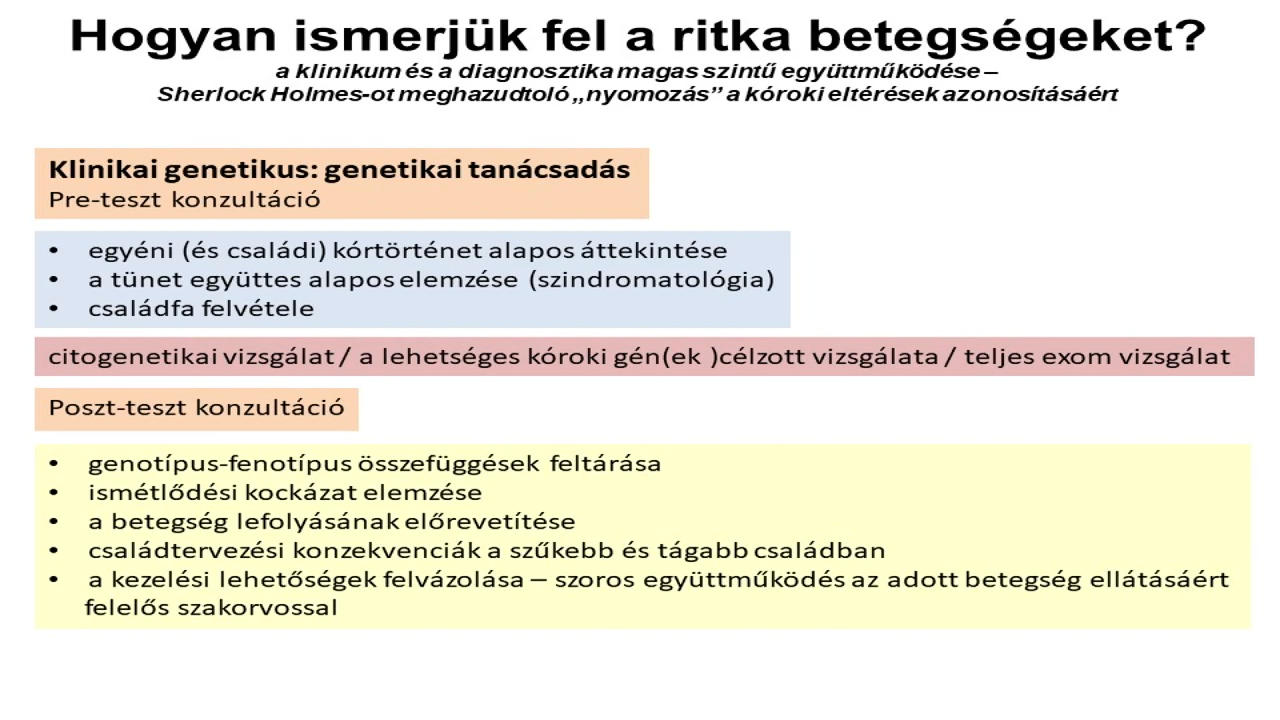 Hogyan ismerjük fel a ritka betegségeket?
a klinikum és a diagnosztika magas szintű együttműködése –
Sherlock Holmes-ot meghazudtoló „nyomozás” a kóroki eltérések azonosításáért
Klinikai genetikus: genetikai tanácsadás
Pre-teszt konzultáció
• egyéni (és családi) kórtörténet alapos áttekintése
• a tünet együttes alapos elemzése (szindromatológia)
• családfa felvétele
citogenetikai vizsgálat / a lehetséges kóroki gén(ek )célzott vizsgálata / teljes exom vizsgálat
Poszt-teszt konzultáció
• genotípus-fenotípus összefüggések feltárása
• ismétlődési kockázat elemzése
• a betegség lefolyásának előrevetítése
• családtervezési konzekvenciák a szűkebb és tágabb családban
• a kezelési lehetőségek felvázolása – szoros együttműködés az adott betegség ellátásáért
felelős szakorvossal